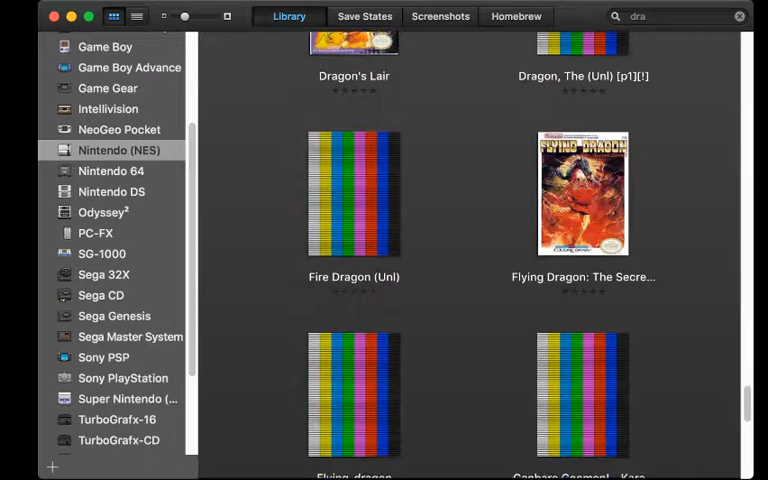 Library
Save States
Screenshots
Homebrew
dra
Game Boy
Game Boy Advance
Game Gear
Intellivision
NeoGeo Pocket
Nintendo (NES)
Nintendo 64
Nintendo DS
Odyssey²
PC-FX
SG-1000
Sega 32X
Sega CD
Sega Genesis
Sega Master System
Sony PSP
Sony PlayStation
Super Nintendo (...
TurboGrafx-16
TurboGrafx-CD
Dragon's Lair
Dragon, The (Unl) [p1][!]
FLYING DRAGON
Fire Dragon (Unl)
Flying Dragon: The Secre...
Flying, dragon